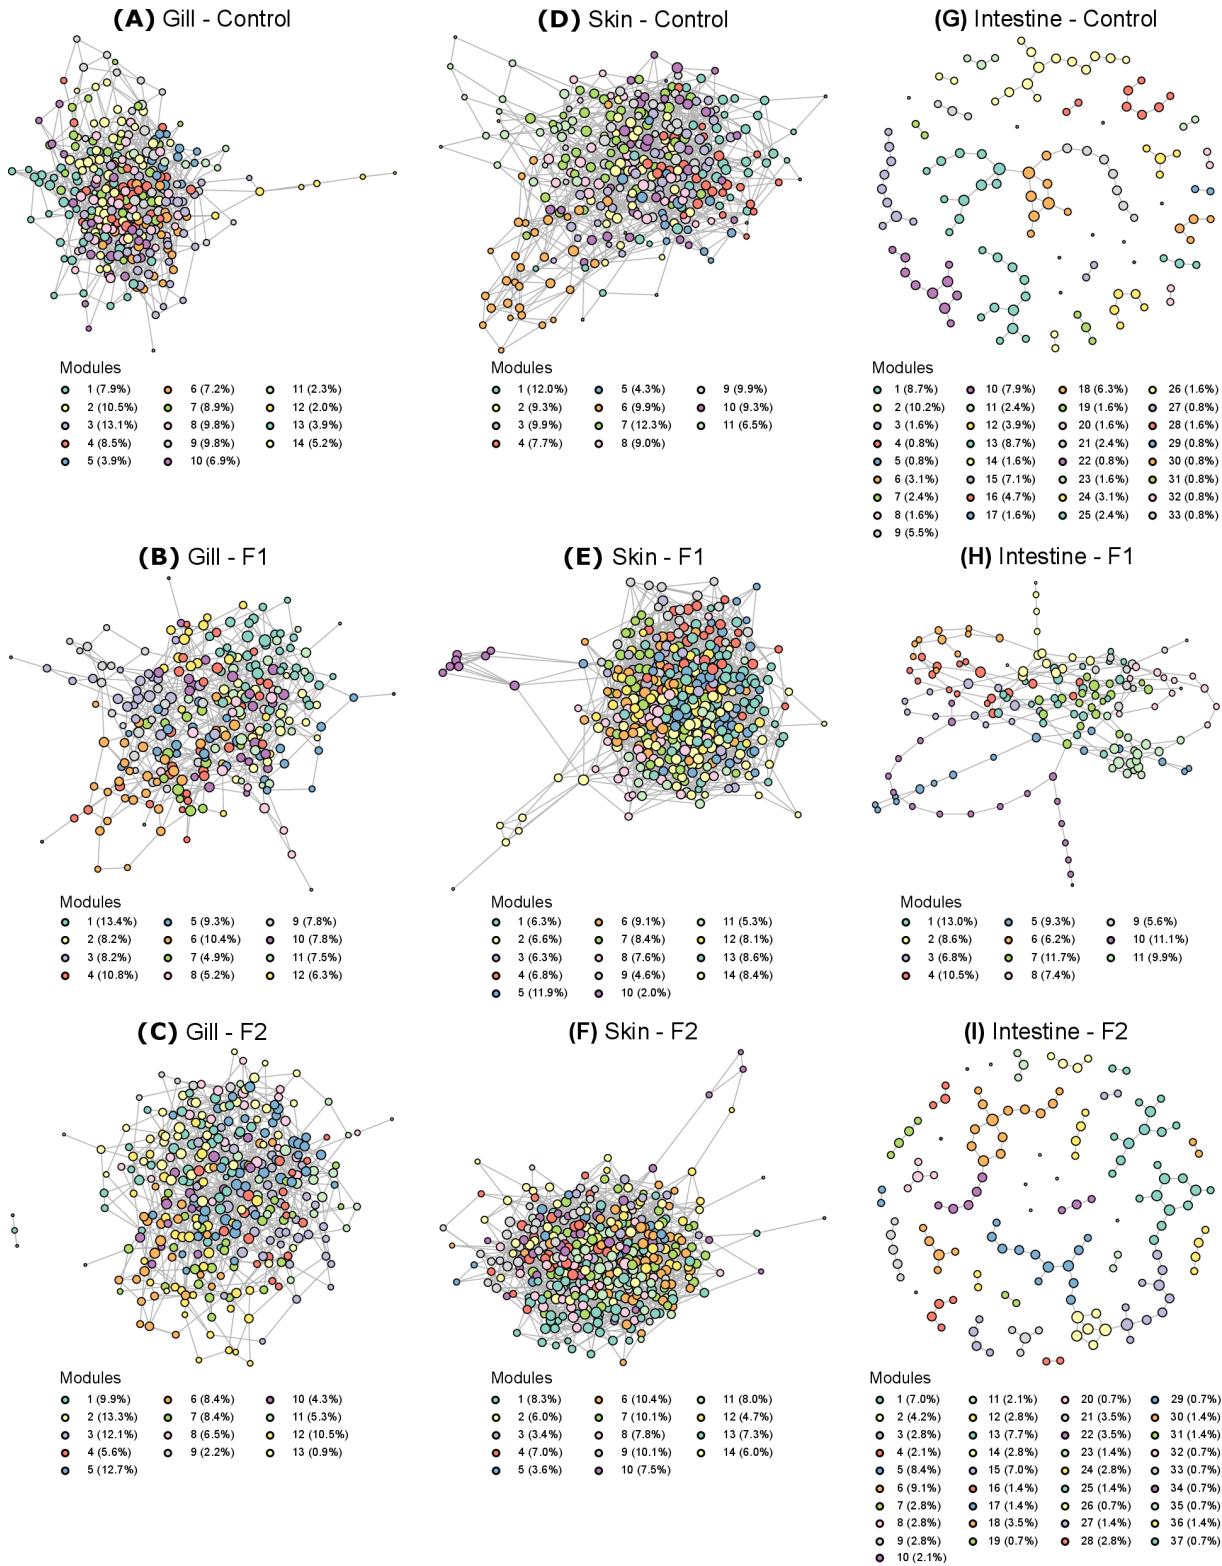 (A) Gill - Control
(D) Skin - Control
(G) Intestine - Control
Modules
1 (7.9%) 6 (7.2%) 11 (2.3%)
2 (10.5%) 7 (8.9%) 12 (2.0%)
3 (13.1%) 8 (9.8%) 13 (3.9%)
4 (8.5%) 9 (9.8%) 14 (5.2%)
5 (3.9%) 10 (6.9%)
Modules
1 (12.0%) 5 (4.3%) 9 (9.9%)
2 (9.3%) 6 (9.9%) 10 (9.3%)
3 (9.9%) 7 (12.3%) 11 (6.5%)
4 (7.7%) 8 (9.0%)
Modules
1 (8.7%) 10 (7.9%) 18 (6.3%) 26 (1.6%)
2 (10.2%) 11 (2.4%) 19 (1.6%) 27 (0.8%)
3 (1.6%) 12 (3.9%) 20 (1.6%) 28 (1.6%)
4 (0.8%) 13 (8.7%) 21 (2.4%) 29 (0.8%)
5 (0.8%) 14 (1.6%) 22 (0.8%) 30 (0.8%)
6 (3.1%) 15 (7.1%) 23 (1.6%) 31 (0.8%)
7 (2.4%) 16 (4.7%) 24 (3.1%) 32 (0.8%)
8 (1.6%) 17 (1.6%) 25 (2.4%) 33 (0.8%)
9 (5.5%)
(B) Gill - F1
(E) Skin - F1
(H) Intestine - F1
Modules
1 (13.4%) 5 (9.3%) 9 (7.8%)
2 (8.2%) 6 (10.4%) 10 (7.8%)
3 (8.2%) 7 (4.9%) 11 (7.5%)
4 (10.8%) 8 (5.2%) 12 (6.3%)
Modules
1 (6.3%) 6 (9.1%) 11 (5.3%)
2 (6.6%) 7 (8.4%) 12 (8.1%)
3 (6.3%) 8 (7.6%) 13 (8.6%)
4 (6.8%) 9 (4.6%) 14 (8.4%)
5 (11.9%) 10 (2.0%)
Modules
1 (13.0%) 5 (9.3%) 9 (5.6%)
2 (8.6%) 6 (6.2%) 10 (11.1%)
3 (6.8%) 7 (11.7%) 11 (9.9%)
4 (10.5%) 8 (7.4%)
(C) Gill - F2
(F) Skin - F2
(I) Intestine - F2
Modules
1 (9.9%) 6 (8.4%) 10 (4.3%)
2 (13.3%) 7 (8.4%) 11 (5.3%)
3 (12.1%) 8 (6.5%) 12 (10.5%)
4 (5.6%) 9 (2.2%) 13 (0.9%)
5 (12.7%)
Modules
1 (8.3%) 6 (10.4%) 11 (8.0%)
2 (6.0%) 7 (10.1%) 12 (4.7%)
3 (3.4%) 8 (7.8%) 13 (7.3%)
4 (7.0%) 9 (10.1%) 14 (6.0%)
5 (3.6%) 10 (7.5%)
Modules
1 (7.0%) 11 (2.1%) 20 (0.7%) 29 (0.7%)
2 (4.2%) 12 (2.8%) 21 (3.5%) 30 (1.4%)
3 (2.8%) 13 (7.7%) 22 (3.5%) 31 (1.4%)
4 (2.1%) 14 (2.8%) 23 (1.4%) 32 (0.7%)
5 (8.4%) 15 (7.0%) 24 (2.8%) 33 (0.7%)
6 (9.1%) 16 (1.4%) 25 (1.4%) 34 (0.7%)
7 (2.8%) 17 (1.4%) 26 (0.7%) 35 (0.7%)
8 (2.8%) 18 (3.5%) 27 (1.4%) 36 (1.4%)
9 (2.8%) 19 (0.7%) 28 (2.8%) 37 (0.7%)
10 (2.1%)